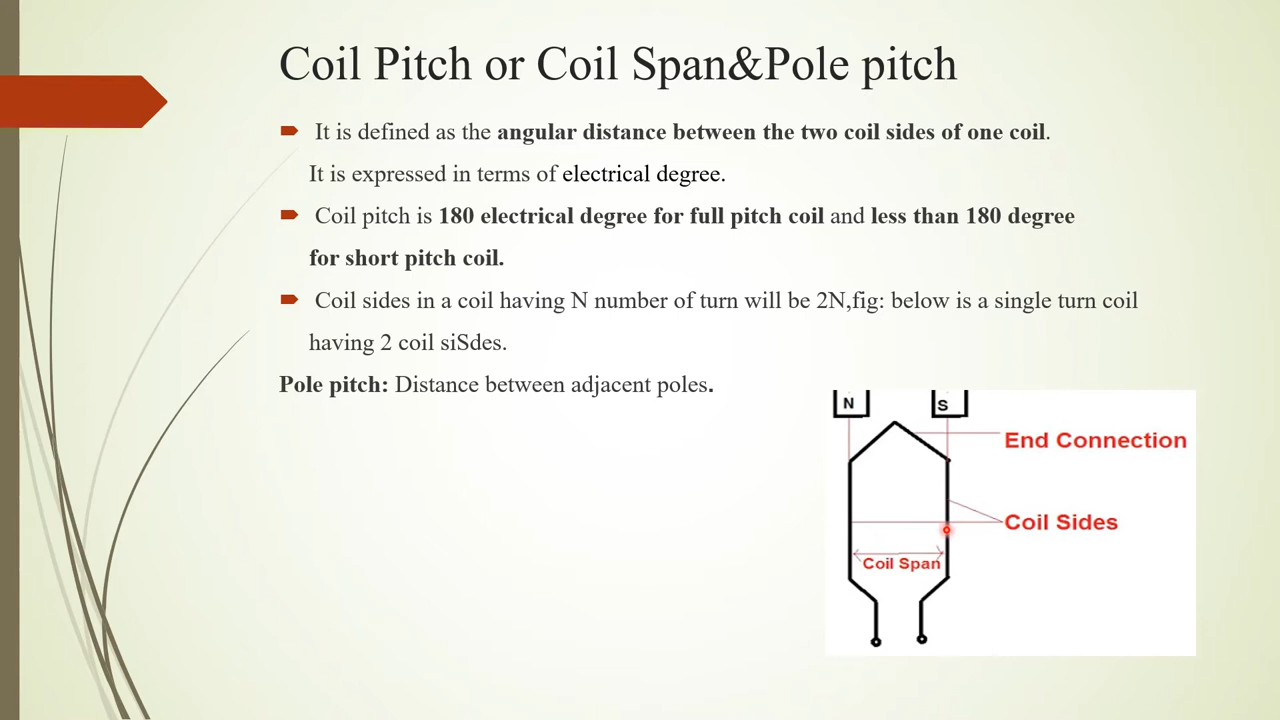 Coil Pitch or Coil Span&Pole pitch
It is defined as the angular distance between the two coil sides of one coil.
It is expressed in terms of electrical degree.
Coil pitch is 180 electrical degree for full pitch coil and less than 180 degree
for short pitch coil.
Coil sides in a coil having N number of turn will be 2N,fig: below is a single turn coil
having 2 coil siSdes.
Pole pitch: Distance between adjacent poles.
N
S
End Connection
Coil Sides
Coil Span